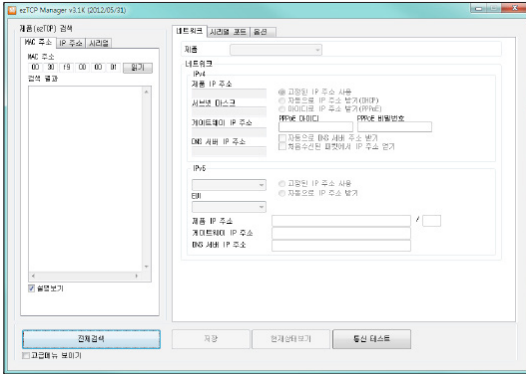 ezTCP Manager v3.1K (2012/05/31)
제품(ezTCP) 검색
MAC 주소 IP 주소 시리얼
MAC 주소
00 30 19 00 00 01 읽기
검색 결과
설명보기
전체검색
고급메뉴 보이기
네트워크 시리얼 포트 옵션
제품
네트워크
IPv4
제품 IP 주소
고정된 IP 주소 사용
자동으로 IP 주소 받기(DHCP)
서브넷 마스크
아이디로 IP 주소 받기(PPPoE)
게이트웨이 IP 주소
PPPoE 아이디 PPPoE 비밀번호
DNS 서버 IP 주소
자동으로 DNS 서버 주소 받기
처음수신된 패킷에서 IP 주소 얻기
IPv6
고정된 IP 주소 사용
자동으로 IP 주소 받기
EUI
제품 IP 주소 /
게이트웨이 IP 주소
DNS 서버 IP 주소
저장 현재상태보기 통신 테스트